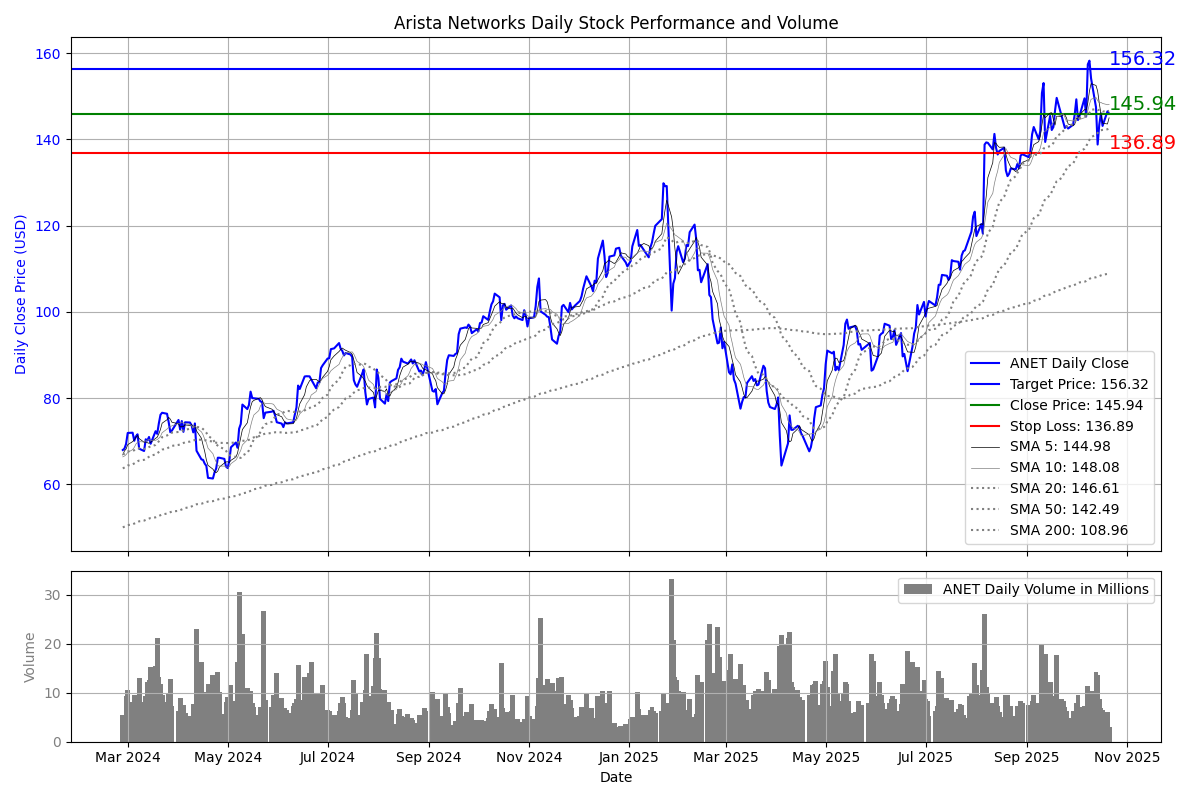 Arista Networks Daily Stock Performance and Volume
160
140
120
100
80
60
Daily Close Price (USD)
156.32
145.94
136.89
ANET Daily Close
Target Price: 156.32
Close Price: 145.94
Stop Loss: 136.89
SMA 5: 144.98
SMA 10: 148.08
SMA 20: 146.61
SMA 50: 142.49
SMA 200: 108.96
30
20
10
0
Volume
ANET Daily Volume in Millions
Mar 2024 May 2024 Jul 2024 Sep 2024 Nov 2024 Jan 2025 Mar 2025 May 2025 Jul 2025 Sep 2025 Nov 2025
Date